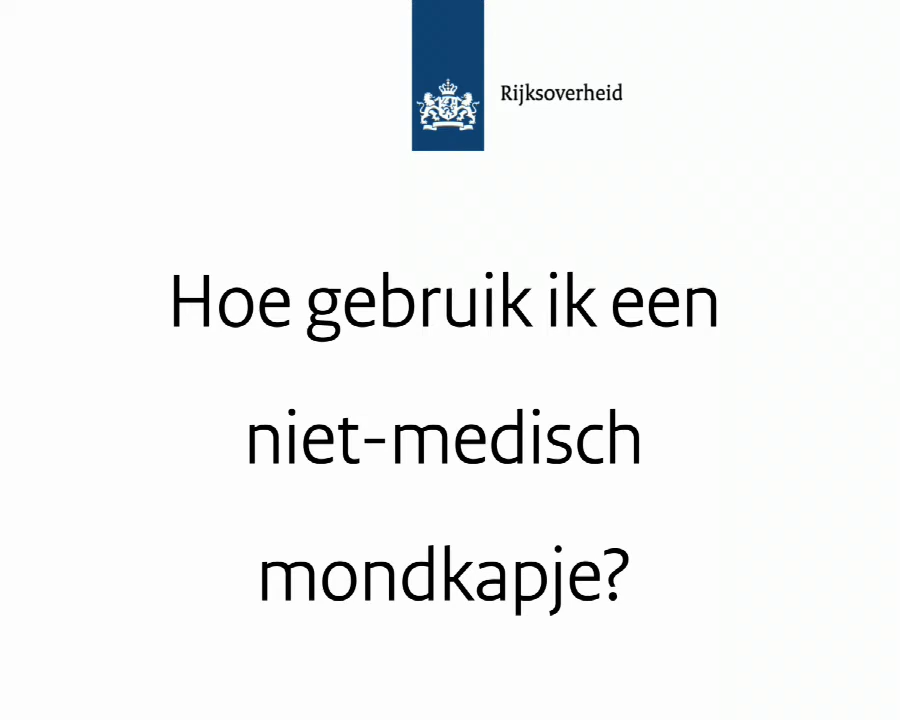 Rijksoverheid
Hoe gebruik ik een
niet-medisch
mondkapje?